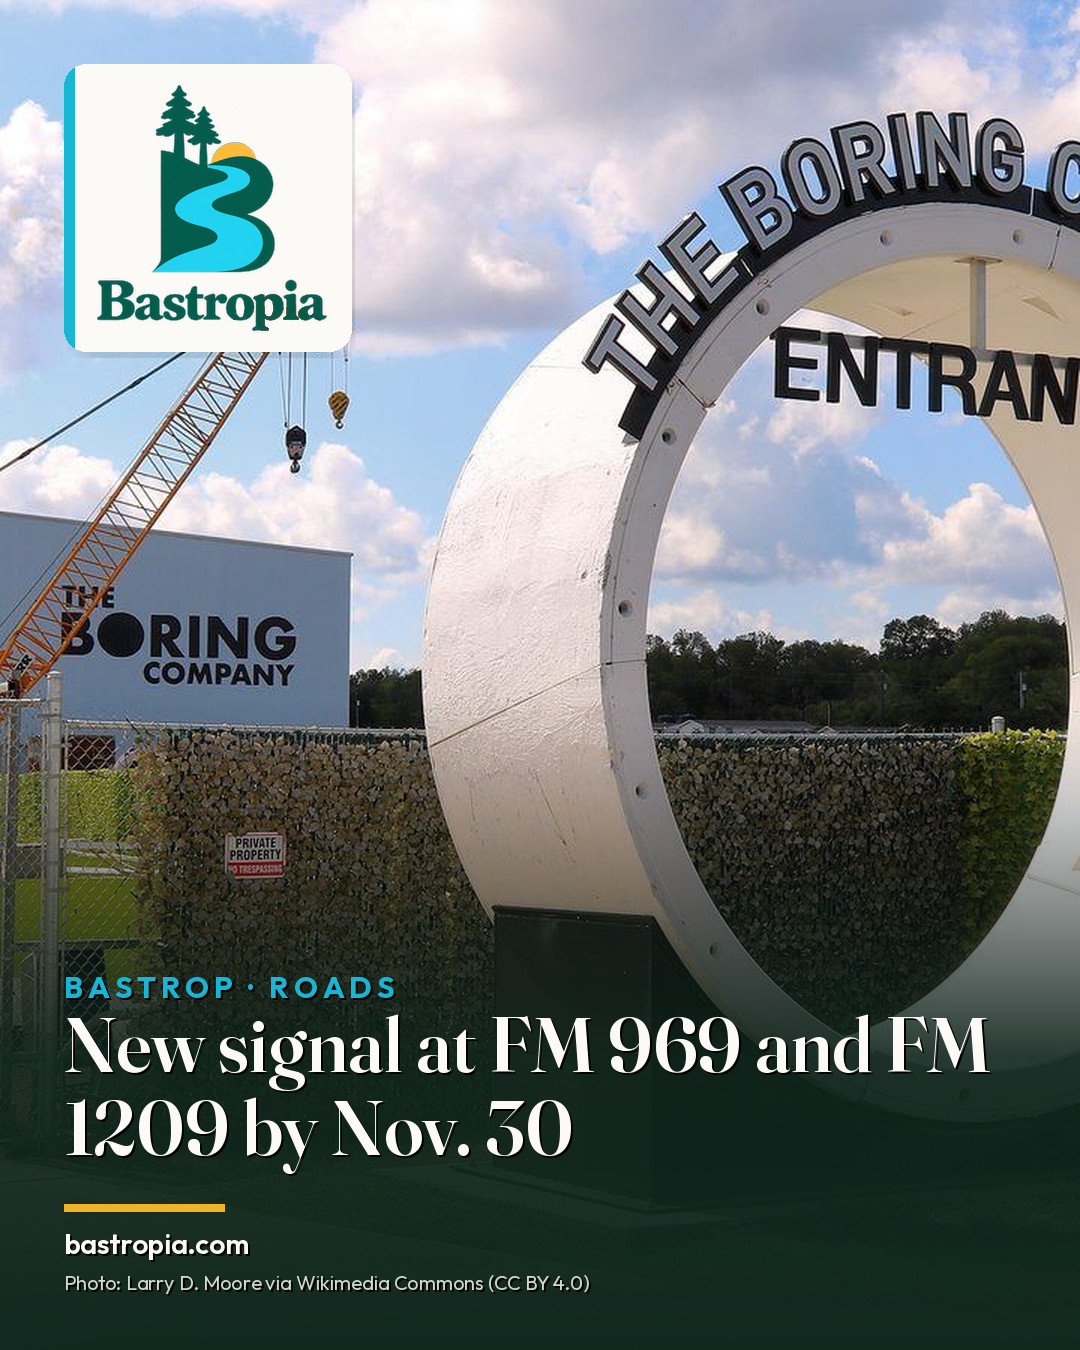 Bastropia
THE BORING C
ENTRAN
THE
BORING
COMPANY
PRIVATE
PROPERTY
NO TRESPASSING
BASTROP · ROADS
New signal at FM 969 and FM
1209 by Nov. 30
bastropia.com
Photo: Larry D. Moore via Wikimedia Commons (CC BY 4.0)